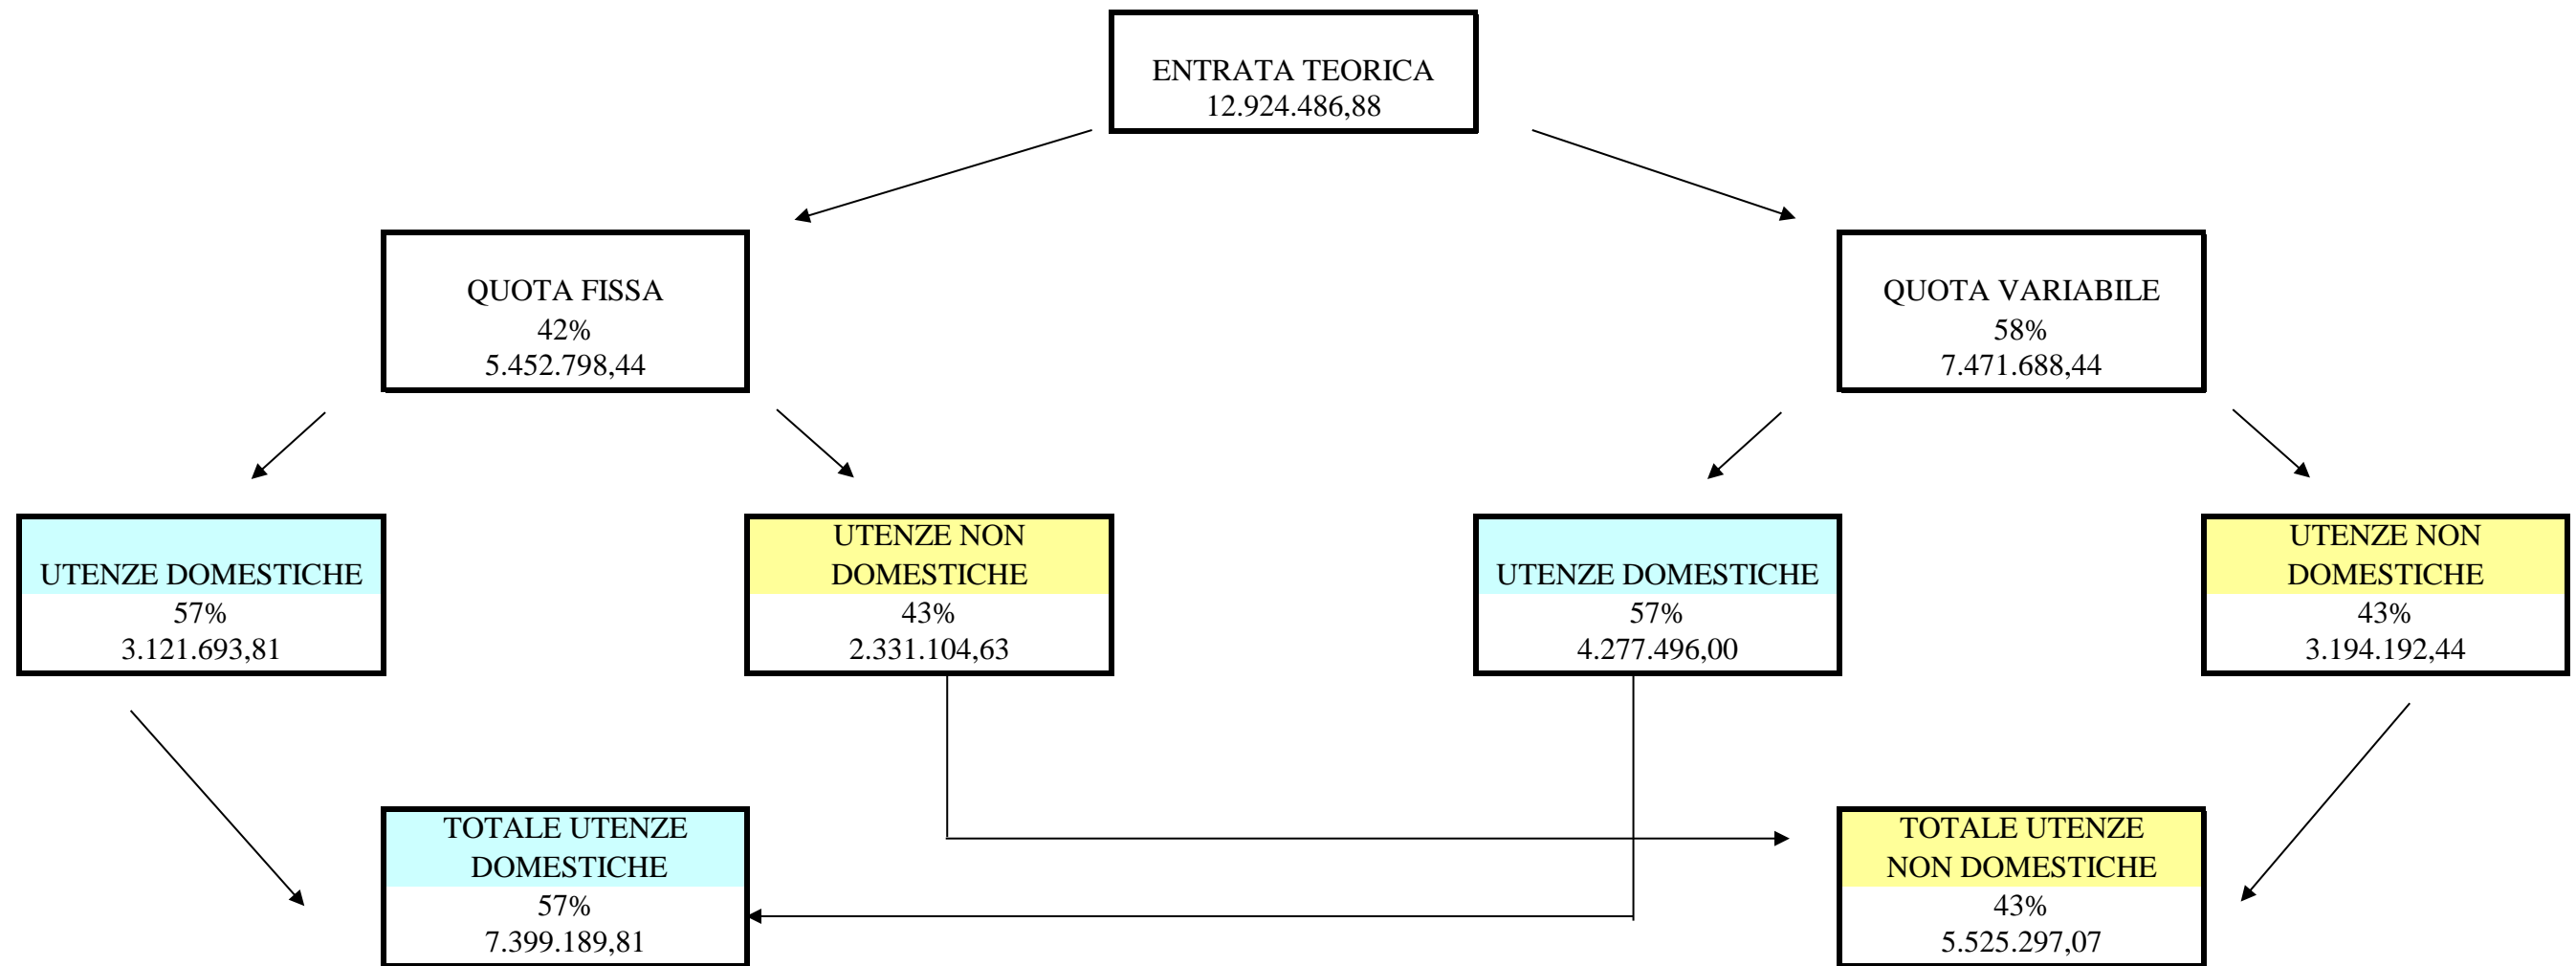 ENTRATA TEORICA
12.924.486,88
QUOTA FISSA
42%
5.452.798,44
QUOTA VARIABILE
58%
7.471.688,44
UTENZE DOMESTICHE
57%
3.121.693,81
UTENZE NON
DOMESTICHE
43%
2.331.104,63
UTENZE DOMESTICHE
57%
4.277.496,00
UTENZE NON
DOMESTICHE
43%
3.194.192,44
TOTALE UTENZE
DOMESTICHE
57%
7.399.189,81
TOTALE UTENZE
NON DOMESTICHE
43%
5.525.297,07